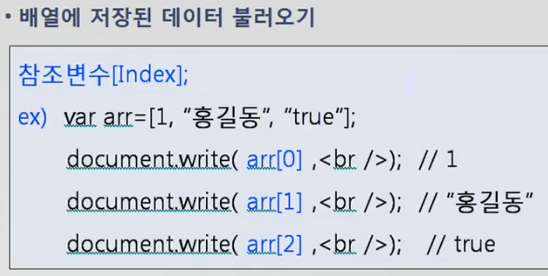 • 배열에 저장된 데이터 불러오기
참조변수[Index];
ex) var arr=[1, "홍길동", "true"];
document.write( arr[0] ,<br />); // 1
document.write( arr[1] ,<br />); // "홍길동"
document.write( arr[2] ,<br />); // true